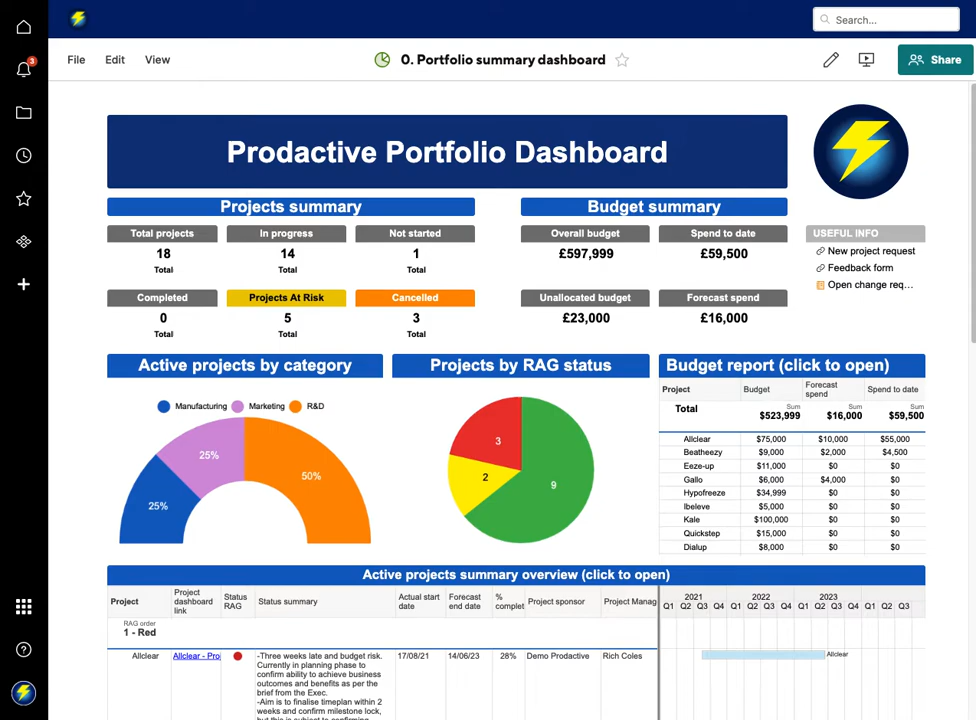 Search...
3
File Edit View
0. Portfolio summary dashboard
Share
Prodactive Portfolio Dashboard
Projects summary
Budget summary
Total projects In progress Not started
18 14 1
Total Total Total
Completed Projects At Risk Cancelled
0 5 3
Total Total Total
Overall budget Spend to date
£597,999 £59,500
Unallocated budget Forecast spend
£23,000 £16,000
USEFUL INFO
New project request
Feedback form
Open change req...
Active projects by category
Manufacturing Marketing R&D
25%
25%
50%
Projects by RAG status
3
2
9
Budget report (click to open)
Project Budget Forecast spend Spend to date
Sum Sum Sum
Total $523,999 $16,000 $59,500
Allclear $75,000 $10,000 $55,000
Beatheezy $9,000 $2,000 $4,500
Eeze-up $11,000 $0 $0
Gallo $6,000 $4,000 $0
Hypofreeze $34,999 $0 $0
Ibeleve $5,000 $0 $0
Kale $100,000 $0 $0
Quickstep $15,000 $0 $0
Dialup $8,000 $0 $0
Active projects summary overview (click to open)
Project
Project dashboard link
Status RAG
Status summary
Actual start date
Forecast end date
% complet
Project sponsor
Project Manag
2021 2022 2023
Q1 Q2 Q3 Q4 Q1 Q2 Q3 Q4 Q1 Q2 Q3 Q4 Q1 Q2 Q3
RAG order
1 - Red
Allclear
Allclear - Pro
-Three weeks late and budget risk.
Currently in planning phase to
confirm ability to achieve business
outcomes and benefits as per the
brief from the Exec.
-Aim to finalise timeplan within 2
weeks and confirm milestone lock,
but this is subject to confirming
17/08/21
14/06/23
28%
Demo Prodactive
Rich Coles
Allclear